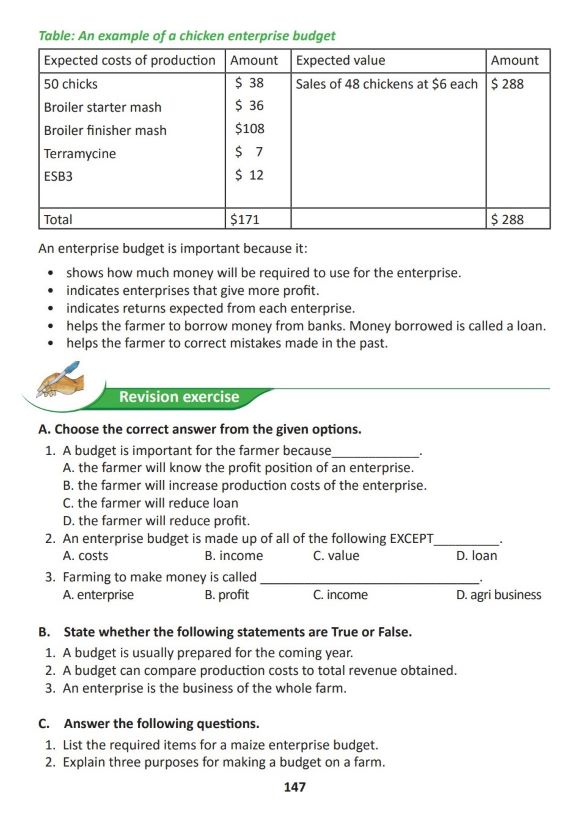 Table: An example of a chicken enterprise budget
Expected costs of production Amount Expected value Amount
50 chicks $ 38 Sales of 48 chickens at $6 each $ 288
Broiler starter mash $ 36
Broiler finisher mash $108
Terramycine $ 7
ESB3 $ 12
Total $171 $ 288
An enterprise budget is important because it:
• shows how much money will be required to use for the enterprise.
• indicates enterprises that give more profit.
• indicates returns expected from each enterprise.
• helps the farmer to borrow money from banks. Money borrowed is called a loan.
• helps the farmer to correct mistakes made in the past.
Revision exercise
A. Choose the correct answer from the given options.
1. A budget is important for the farmer because____________.
A. the farmer will know the profit position of an enterprise.
B. the farmer will increase production costs of the enterprise.
C. the farmer will reduce loan
D. the farmer will reduce profit.
2. An enterprise budget is made up of all of the following EXCEPT_________.
A. costs B. income C. value D. loan
3. Farming to make money is called ______________________________.
A. enterprise B. profit C. income D. agri business
B. State whether the following statements are True or False.
1. A budget is usually prepared for the coming year.
2. A budget can compare production costs to total revenue obtained.
3. An enterprise is the business of the whole farm.
C. Answer the following questions.
1. List the required items for a maize enterprise budget.
2. Explain three purposes for making a budget on a farm.
147